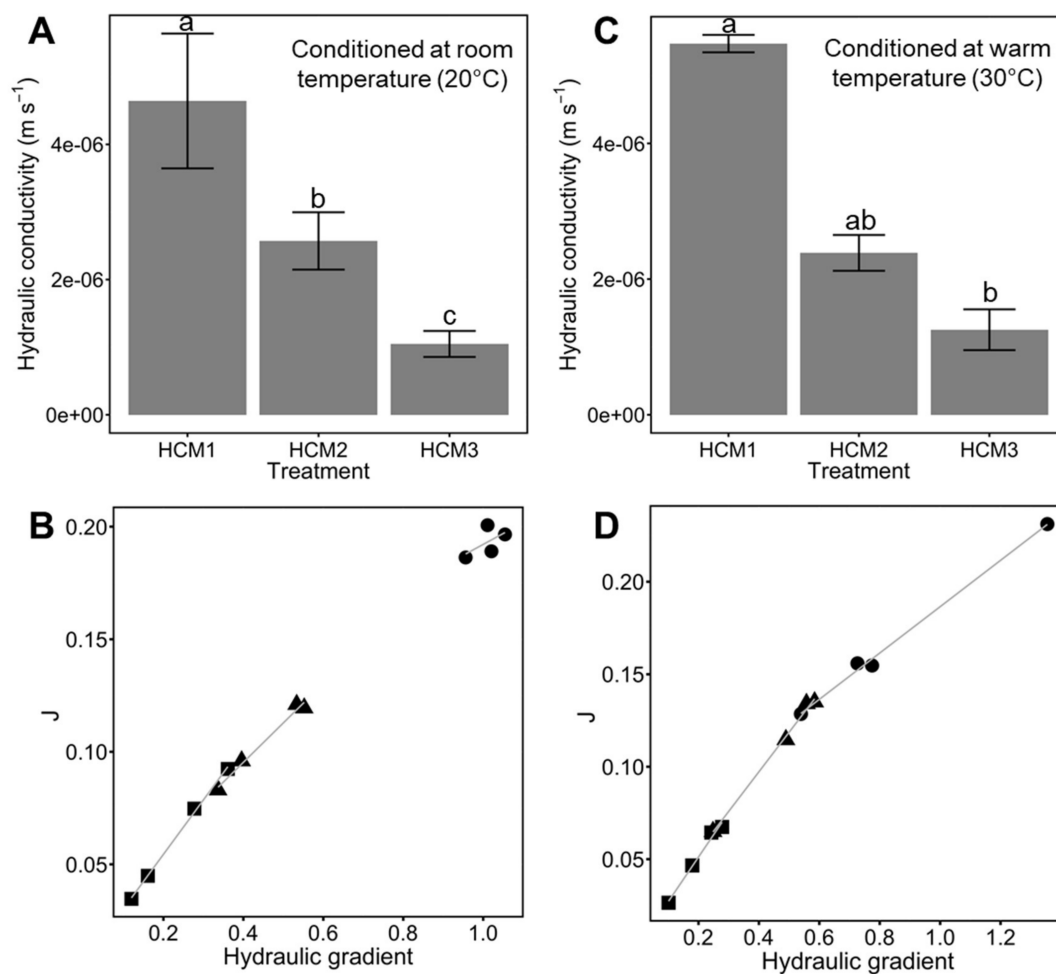 A
a
Conditioned at room
temperature (20°C)
Hydraulic conductivity (m s⁻¹)
4e-06
2e-06
0e+00
b
c
HCM1
HCM2
HCM3
Treatment
C
a
Conditioned at warm
temperature (30°C)
Hydraulic conductivity (m s⁻¹)
4e-06
2e-06
0e+00
ab
b
HCM1
HCM2
HCM3
Treatment
B
J
0.20
0.15
0.10
0.05
0.2
0.4
0.6
0.8
1.0
Hydraulic gradient
D
J
0.20
0.15
0.10
0.05
0.2
0.4
0.6
0.8
1.0
1.2
Hydraulic gradient